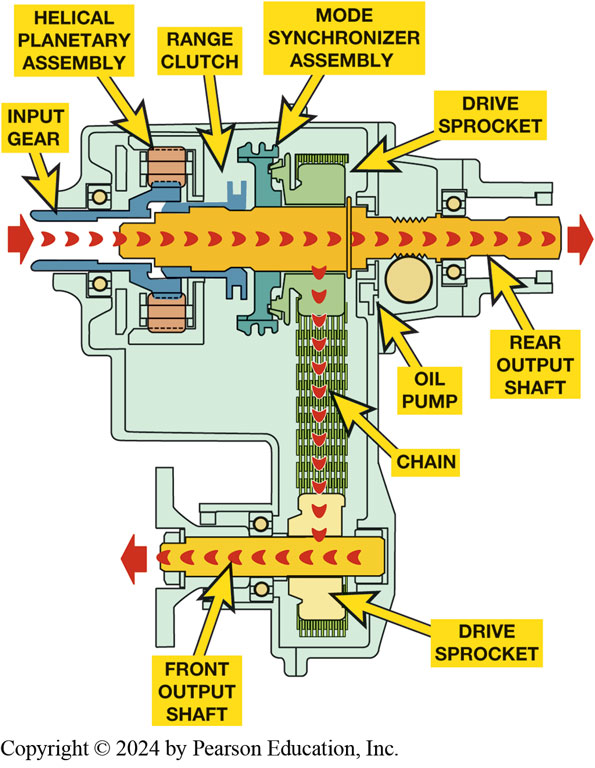 HELICAL
PLANETARY
ASSEMBLY
RANGE
CLUTCH
MODE
SYNCHRONIZER
ASSEMBLY
DRIVE
SPROCKET
INPUT
GEAR
REAR
OUTPUT
SHAFT
OIL
PUMP
CHAIN
DRIVE
SPROCKET
FRONT
OUTPUT
SHAFT
Copyright © 2024 by Pearson Education, Inc.